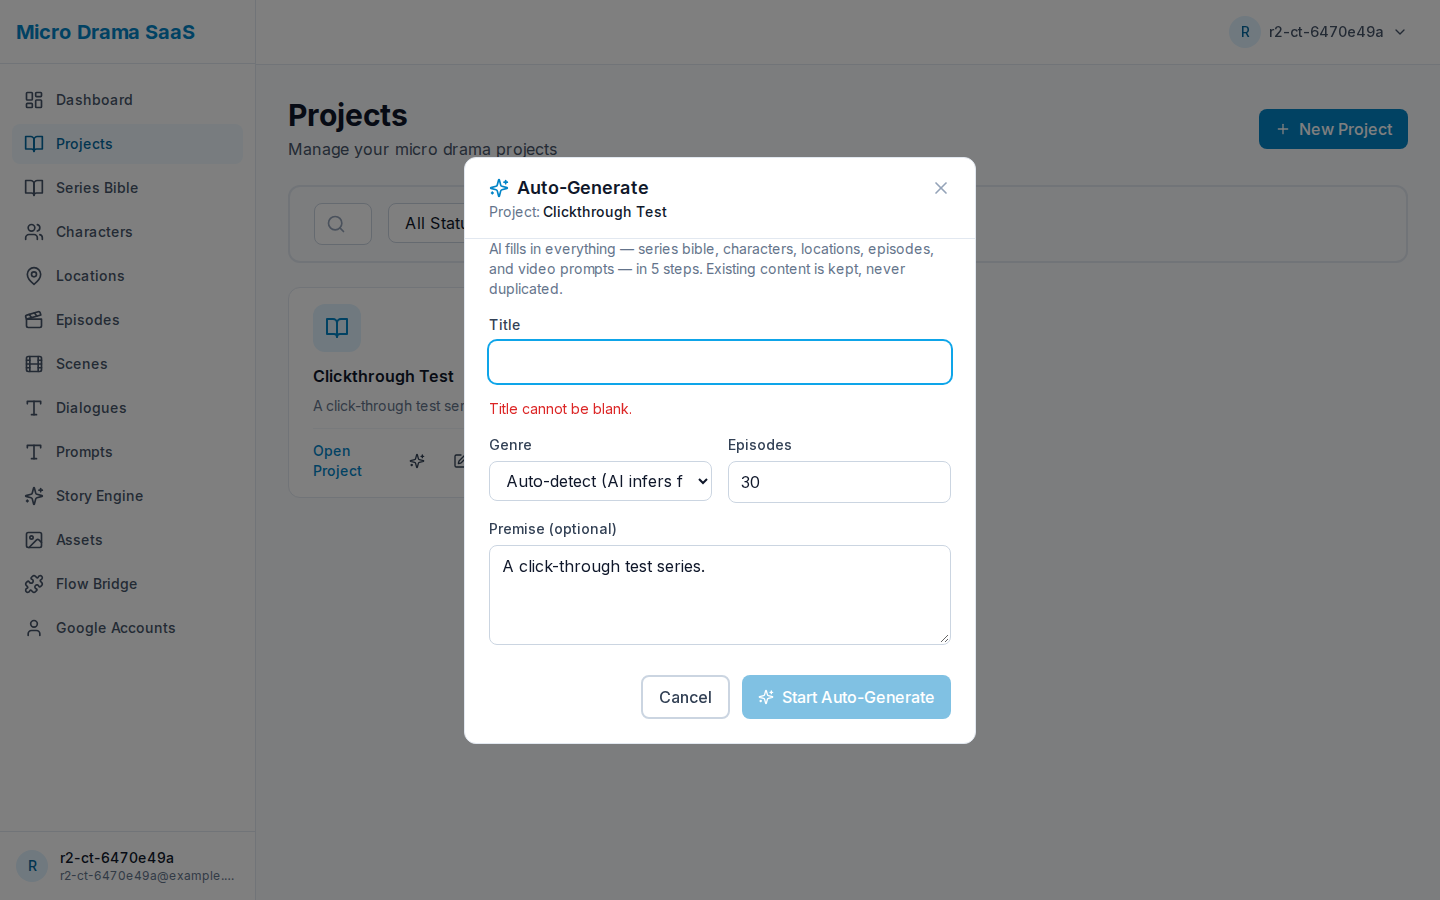 Micro Drama SaaS
R
r2-ct-6470e49a
Dashboard
Projects
Series Bible
Characters
Locations
Episodes
Scenes
Dialogues
Prompts
Story Engine
Assets
Flow Bridge
Google Accounts
R
r2-ct-6470e49a
r2-ct-6470e49a@example....
Projects
Manage your micro drama projects
New Project
All Statu
Clickthrough Test
A click-through test ser
Open
Project
Auto-Generate
Project: Clickthrough Test
AI fills in everything — series bible, characters, locations, episodes,
and video prompts — in 5 steps. Existing content is kept, never
duplicated.
Title
Title cannot be blank.
Genre
Episodes
Auto-detect (AI infers f
30
Premise (optional)
A click-through test series.
Cancel
Start Auto-Generate